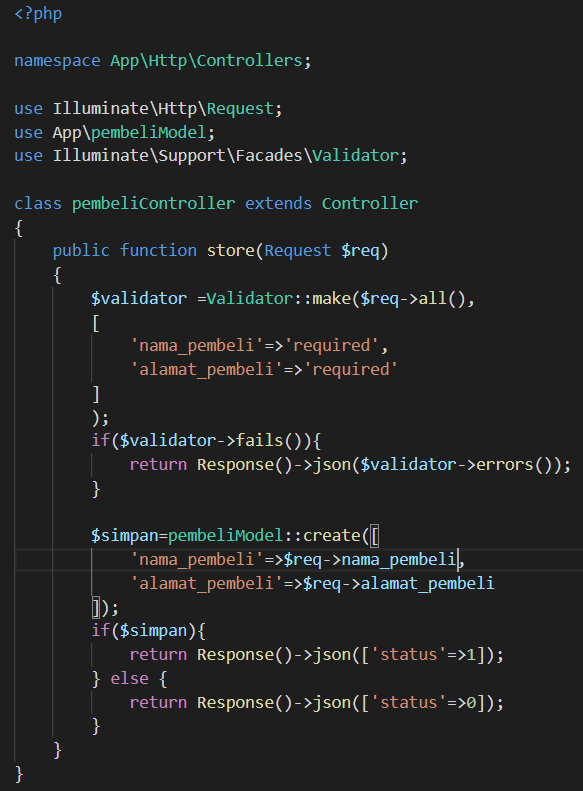 <?php
namespace App\Http\Controllers;
use Illuminate\Http\Request;
use App\pembeliModel;
use Illuminate\Support\Facades\Validator;
class pembeliController extends Controller
{
    public function store(Request $req)
    {
        $validator =Validator::make($req->all(),
        [
            'nama_pembeli'=>'required',
            'alamat_pembeli'=>'required'
        ]
        );
        if($validator->fails()){
            return Response()->json($validator->errors());
        }
        $simpan=pembeliModel::create([
            'nama_pembeli'=>$req->nama_pembeli,
            'alamat_pembeli'=>$req->alamat_pembeli
        ]);
        if($simpan){
            return Response()->json(['status'=>1]);
        } else {
            return Response()->json(['status'=>0]);
        }
    }
}